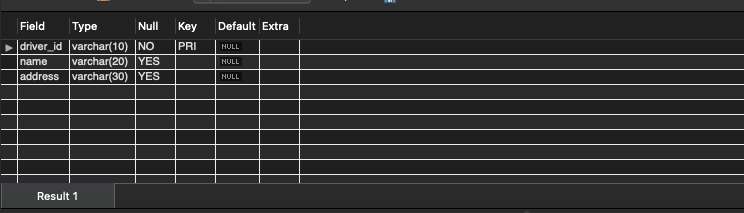 Field Type Null Key Default Extra
driver_id varchar(10) NO PRI NULL
name varchar(20) YES NULL
address varchar(30) YES NULL
Result 1